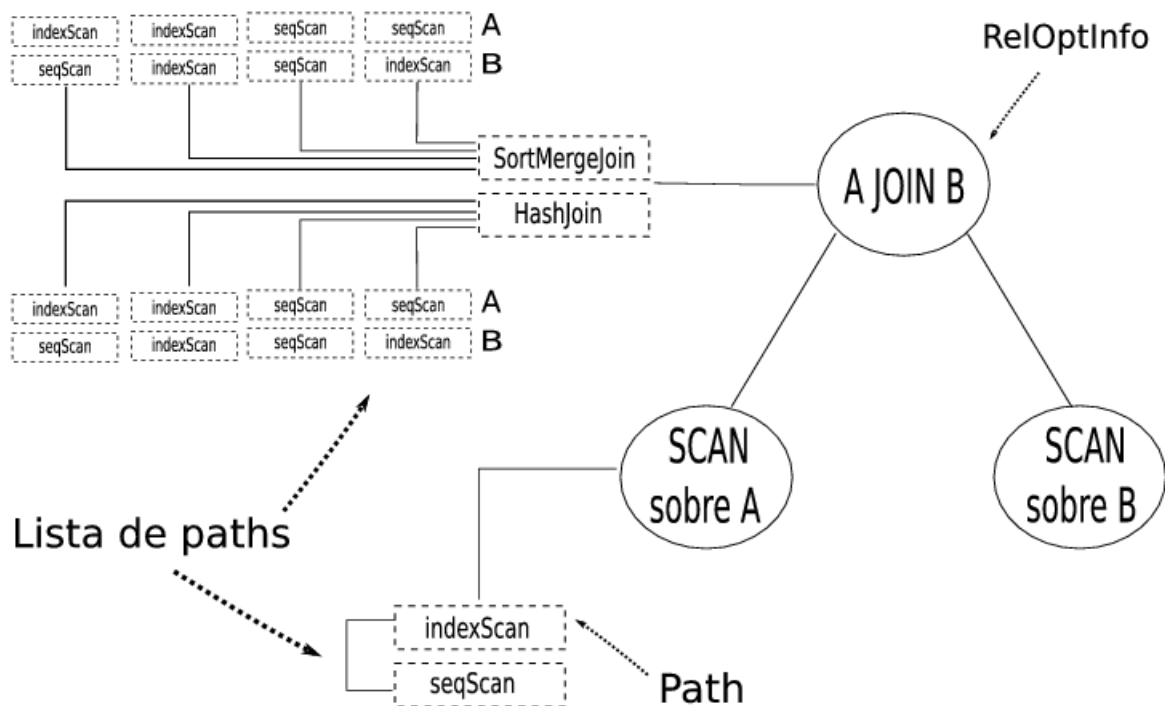 indexScan indexScan seqScan seqScan A
seqScan indexScan seqScan indexScan B
RelOptInfo
SortMergeJoin
HashJoin
A JOIN B
indexScan indexScan seqScan seqScan A
seqScan indexScan seqScan indexScan B
SCAN
sobre A
SCAN
sobre B
Lista de paths
indexScan
seqScan
Path